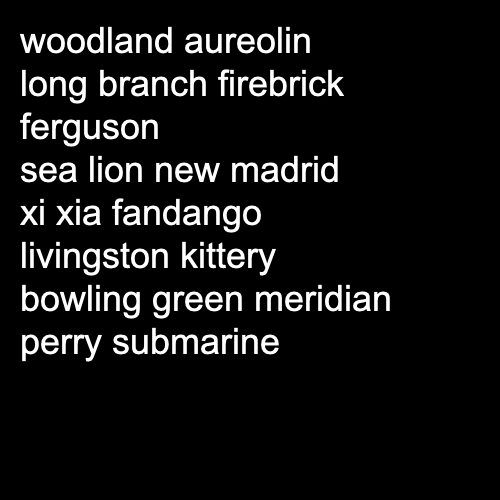 woodland aureolin
long branch firebrick
ferguson
sea lion new madrid
xi xia fandango
livingston kittery
bowling green meridian
perry submarine